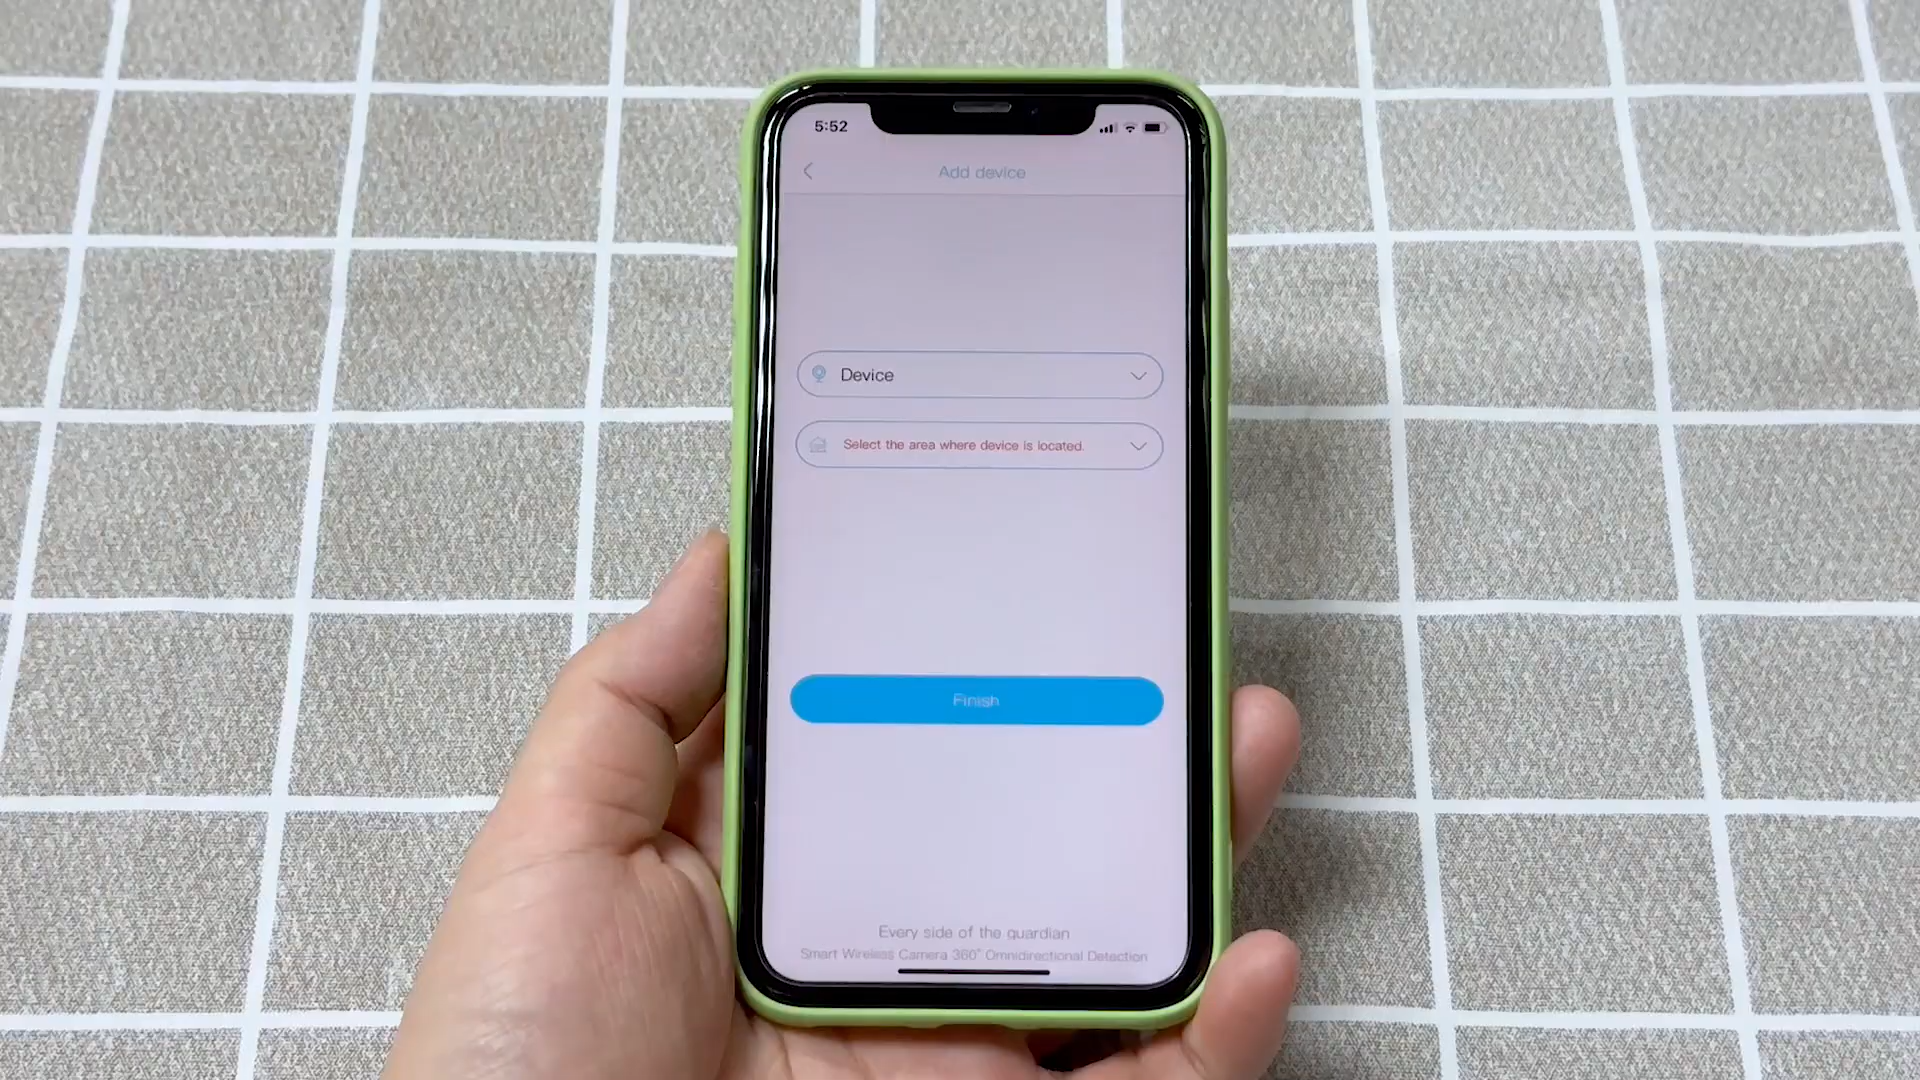 5:52
Add device
Device
Select the area where device is located.
Finish
Every side of the guardian
Smart Wireless Camera 360° Omnidirectional Detection